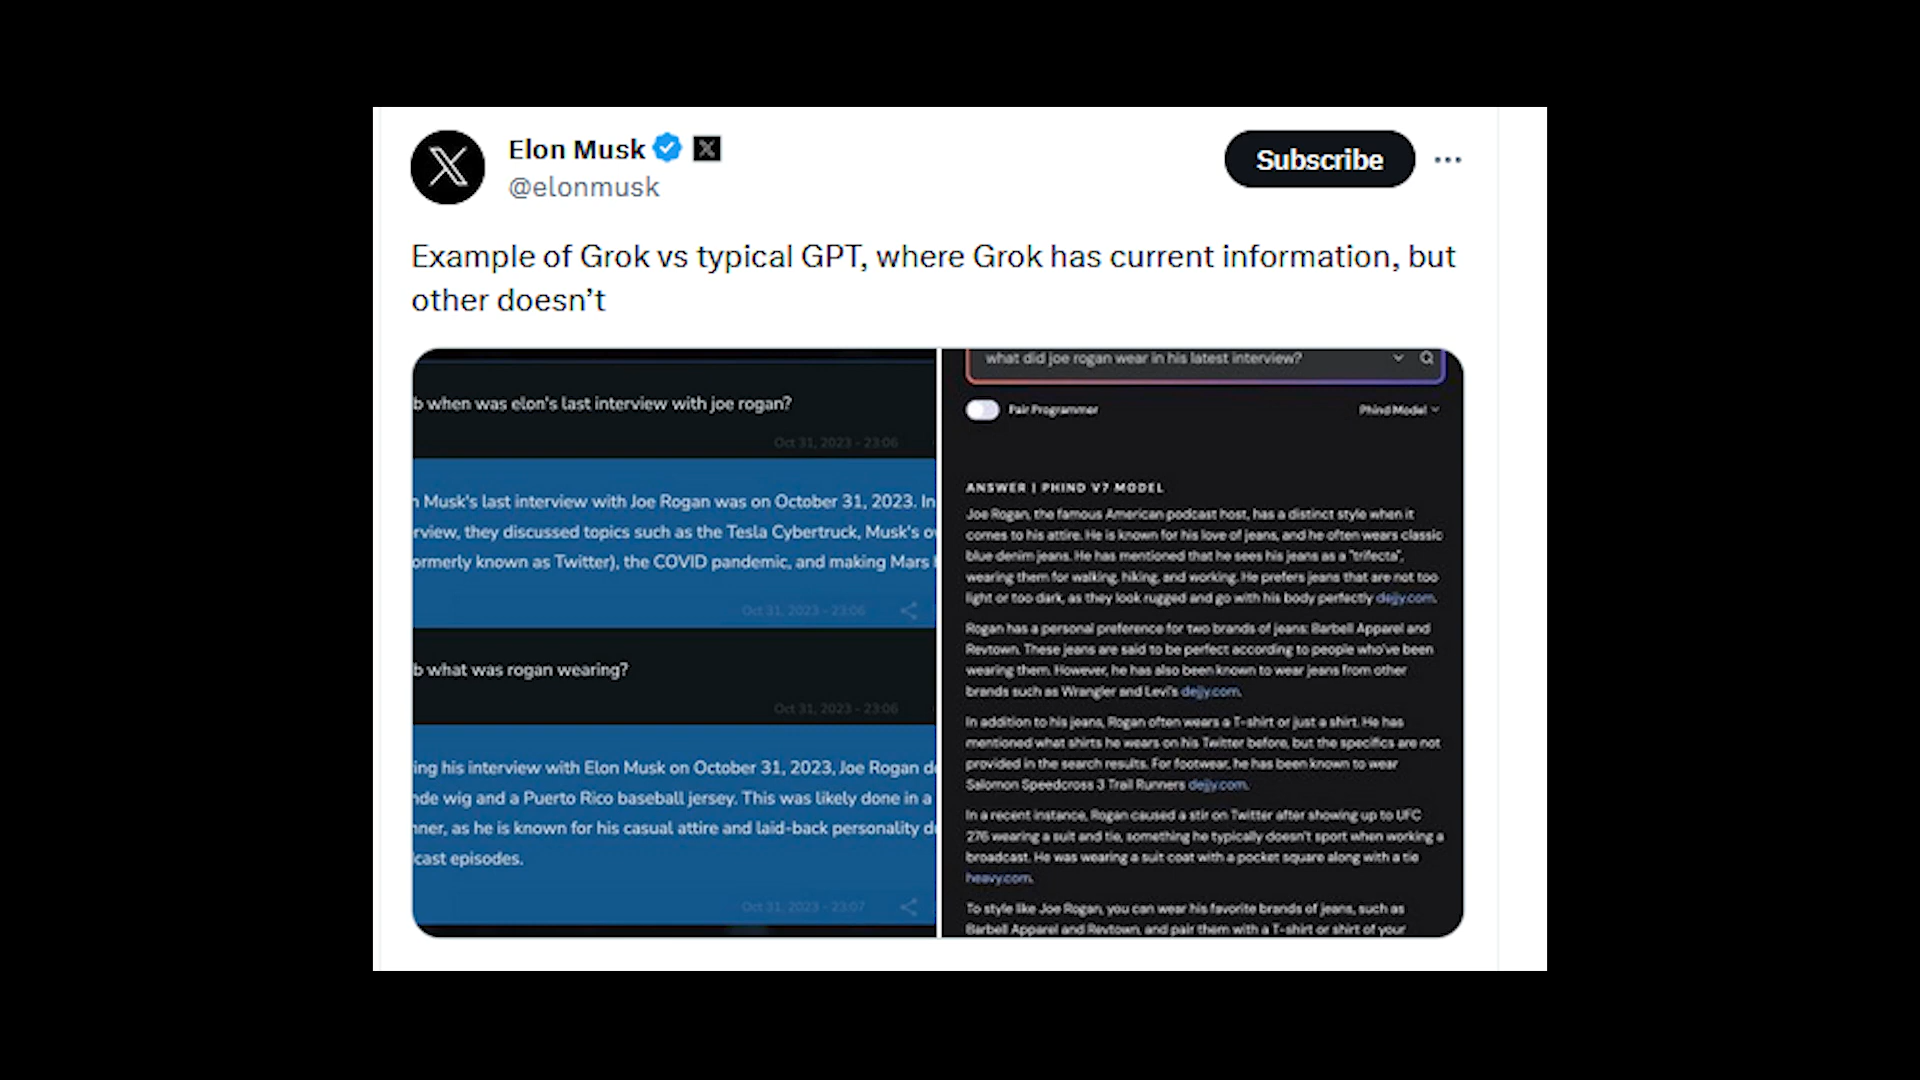 Elon Musk
@elonmusk
Subscribe
Example of Grok vs typical GPT, where Grok has current information, but
other doesn't
b when was elon's last interview with joe rogan?
Oct 31, 2023 - 23:06
n Musk's last interview with Joe Rogan was on October 31, 2023. In
rview, they discussed topics such as the Tesla Cybertruck, Musk's o
ormerly known as Twitter), the COVID pandemic, and making Mars
Oct 31, 2023 - 23:06
b what was rogan wearing?
Oct 31, 2023 - 23:06
ing his interview with Elon Musk on October 31, 2023, Joe Rogan d
nde wig and a Puerto Rico baseball jersey. This was likely done in a
nner, as he is known for his casual attire and laid-back personality d
cast episodes.
Oct 31, 2023 - 23:07
what did joe rogan wear in his latest interview?
Pair Programmer
Phind Model
ANSWER | PHIND V7 MODEL
Joe Rogan, the famous American podcast host, has a distinct style when it
comes to his attire. He is known for his love of jeans, and he often wears classic
blue denim jeans. He has mentioned that he sees his jeans as a "trifecta",
wearing them for walking, hiking, and working. He prefers jeans that are not too
light or too dark, as they look rugged and go with his body perfectly dejjy.com.
Rogan has a personal preference for two brands of jeans: Barbell Apparel and
Revtown. These jeans are said to be perfect according to people who've been
wearing them. However, he has also been known to wear jeans from other
brands such as Wrangler and Levi's dejjy.com.
In addition to his jeans, Rogan often wears a T-shirt or just a shirt. He has
mentioned what shirts he wears on his Twitter before, but the specifics are not
provided in the search results. For footwear, he has been known to wear
Salomon Speedcross 3 Trail Runners dejjy.com.
In a recent instance, Rogan caused a stir on Twitter after showing up to UFC
276 wearing a suit and tie, something he typically doesn't sport when working a
broadcast. He was wearing a suit coat with a pocket square along with a tie
heavy.com.
To style like Joe Rogan, you can wear his favorite brands of jeans, such as
Barbell Apparel and Revtown, and pair them with a T-shirt or shirt of your